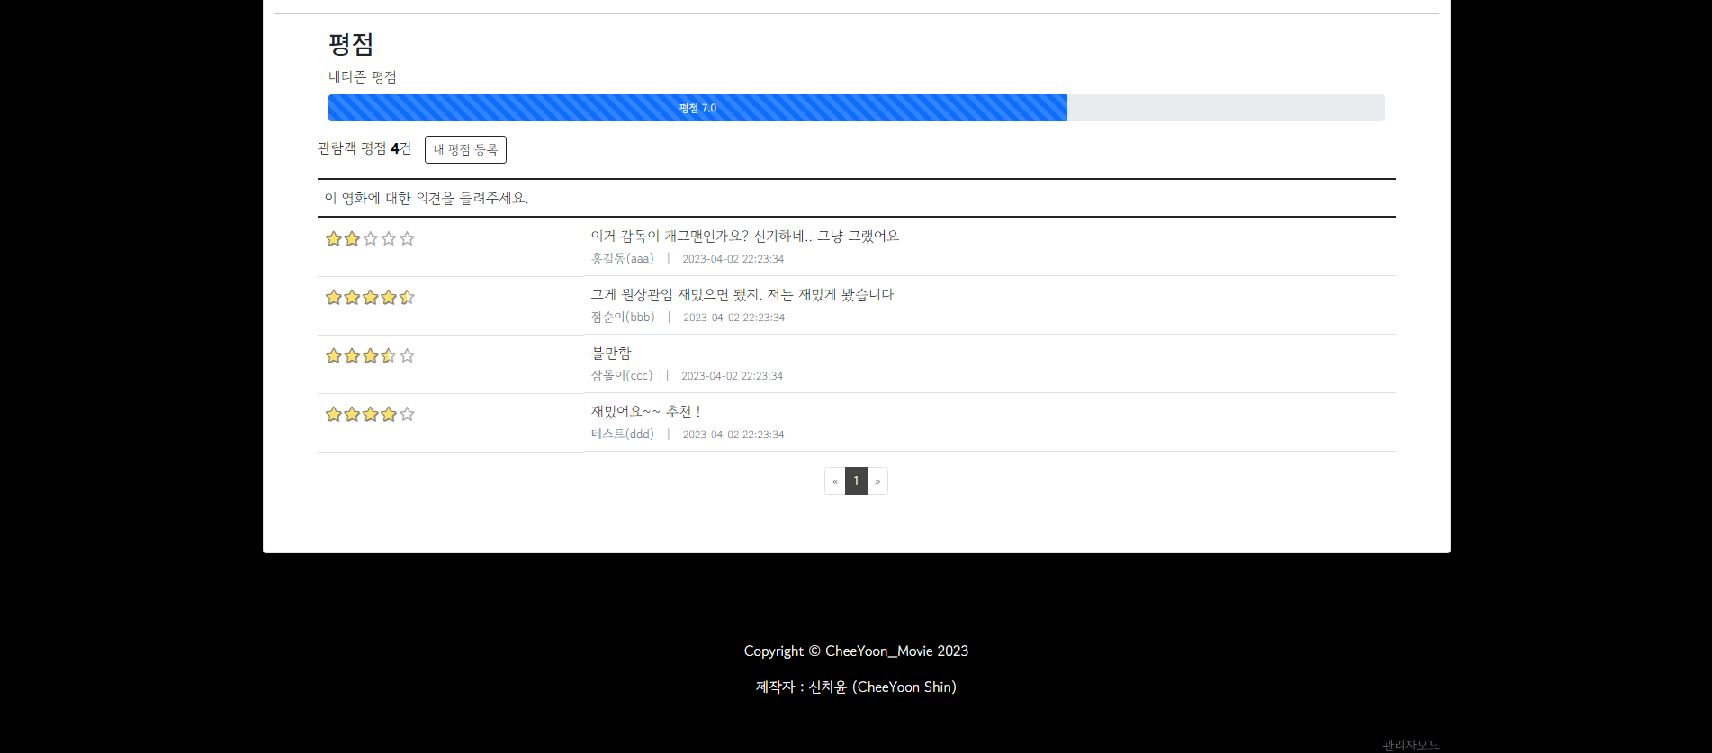 평점
네티즌 평점
평점 7.0
관람객 평점 4건 내 평점 등록
이 영화에 대한 의견을 들려주세요.
이거 감독이 개그맨인가요? 신기하네.. 그냥 그랬어요
홍길동(aaa) | 2023-04-02 22:23:34
그게 뭔상관임 재밌으면 됐지. 저는 재밌게 봤습니다
점순이(bbb) | 2023-04-02 22:23:34
볼만함
삼돌이(ccc) | 2023-04-02 22:23:34
재밌어요~~ 추천 !
테스트(ddd) | 2023-04-02 22:23:34
« 1 »
Copyright © CheeYoon_Movie 2023
제작자 : 신치윤 (CheeYoon Shin)
관리자모드